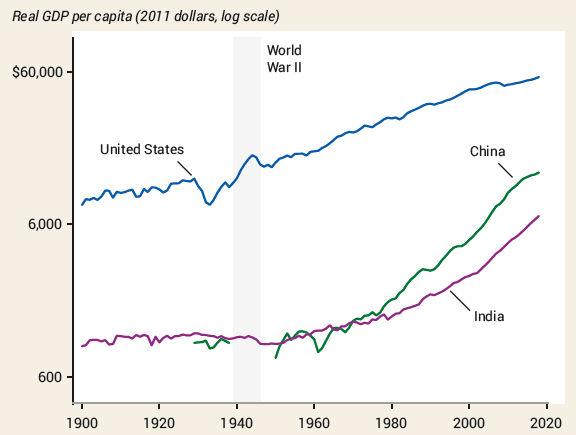 Real GDP per capita (2011 dollars, log scale)
World
War II
$60,000
United States
China
6,000
India
600
1900 1920 1940 1960 1980 2000 2020